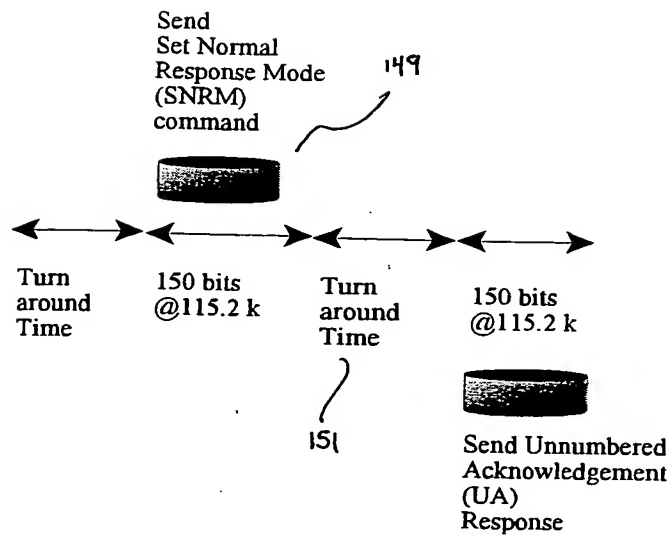 Send
Set Normal
Response Mode
(SNRM)
command
149
Turn
around
Time
150 bits
@115.2 k
Turn
around
Time
150 bits
@115.2 k
151
Send Unnumbered
Acknowledgement
(UA)
Response